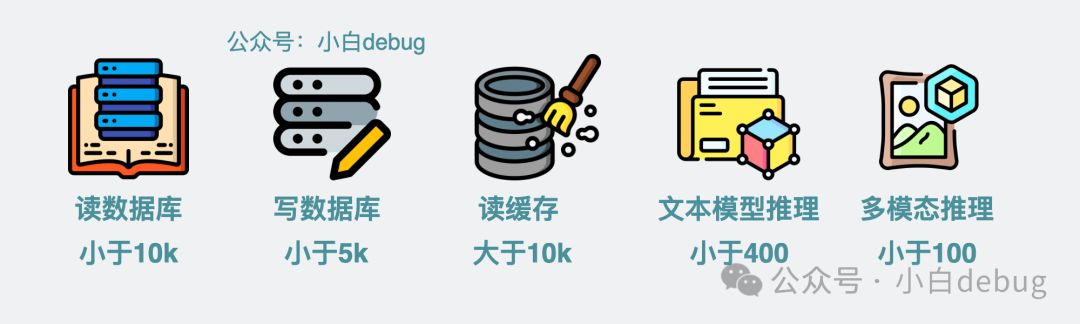 公众号：小白debug
读数据库
写数据库
读缓存
文本模型推理
多模态推理
小于10k
小于5k
大于10k
小于400
小于100
公众号 · 小白debug